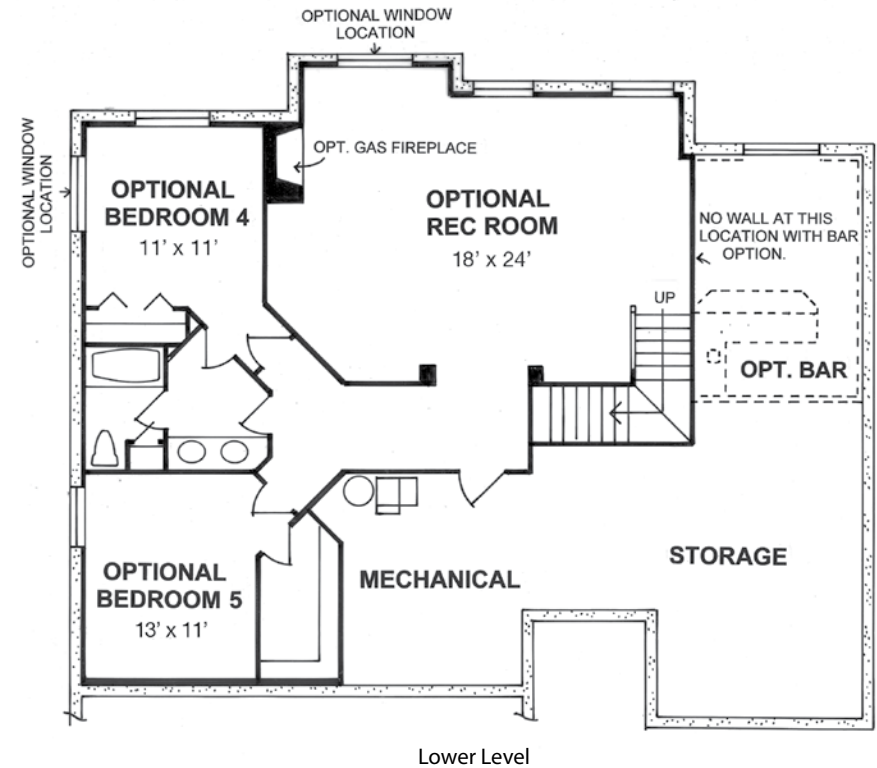 OPTIONAL WINDOW
LOCATION
OPTIONAL WINDOW
LOCATION
OPT. GAS FIREPLACE
OPTIONAL
BEDROOM 4
11' x 11'
OPTIONAL
REC ROOM
18' x 24'
NO WALL AT THIS
LOCATION WITH BAR
OPTION.
UP
OPT. BAR
STORAGE
MECHANICAL
OPTIONAL
BEDROOM 5
13' x 11'
Lower Level